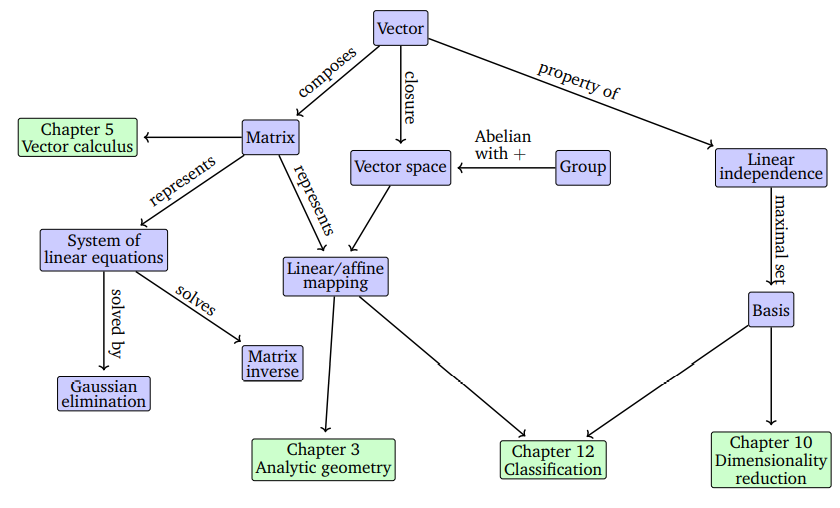 Vector
composes
closure
property of
Chapter 5
Vector calculus
Matrix
Abelian
with +
Vector space
Group
Linear
independence
represents
represents
maximal set
System of
linear equations
Linear/affine
mapping
solved by
solves
Basis
Matrix
inverse
Gaussian
elimination
Chapter 3
Analytic geometry
Chapter 12
Classification
Chapter 10
Dimensionality
reduction